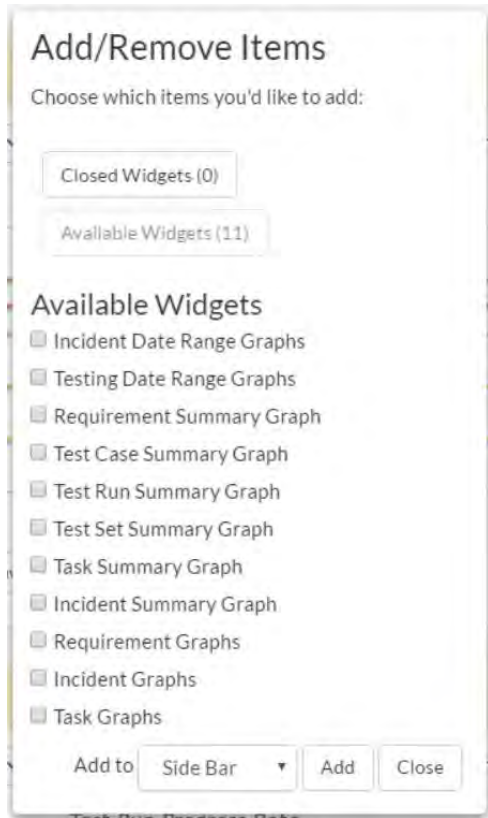 Add/Remove Items
Choose which items you'd like to add:
Closed Widgets (0)
Available Widgets (11)
Available Widgets
Incident Date Range Graphs
Testing Date Range Graphs
Requirement Summary Graph
Test Case Summary Graph
Test Run Summary Graph
Test Set Summary Graph
Task Summary Graph
Incident Summary Graph
Requirement Graphs
Incident Graphs
Task Graphs
Add to Side Bar Add Close